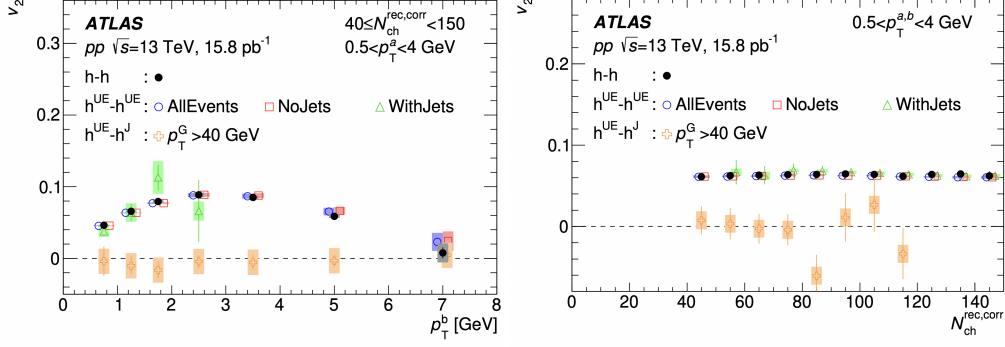 v2
ATLAS
40≤N_ch^rec,corr<150
pp √s=13 TeV, 15.8 pb^-1
0.5<p_T^a<4 GeV
h-h :
h^UE-h^UE : AllEvents NoJets WithJets
h^UE-h^J : p_T^G >40 GeV
0.3
0.2
0.1
0
0 1 2 3 4 5 6 7 8
p_T^b [GeV]
v2
ATLAS
0.5<p_T^a,b<4 GeV
pp √s=13 TeV, 15.8 pb^-1
h-h :
h^UE-h^UE : AllEvents NoJets WithJets
h^UE-h^J : p_T^G >40 GeV
0.2
0.1
0
0 20 40 60 80 100 120 140
N_ch^rec,corr